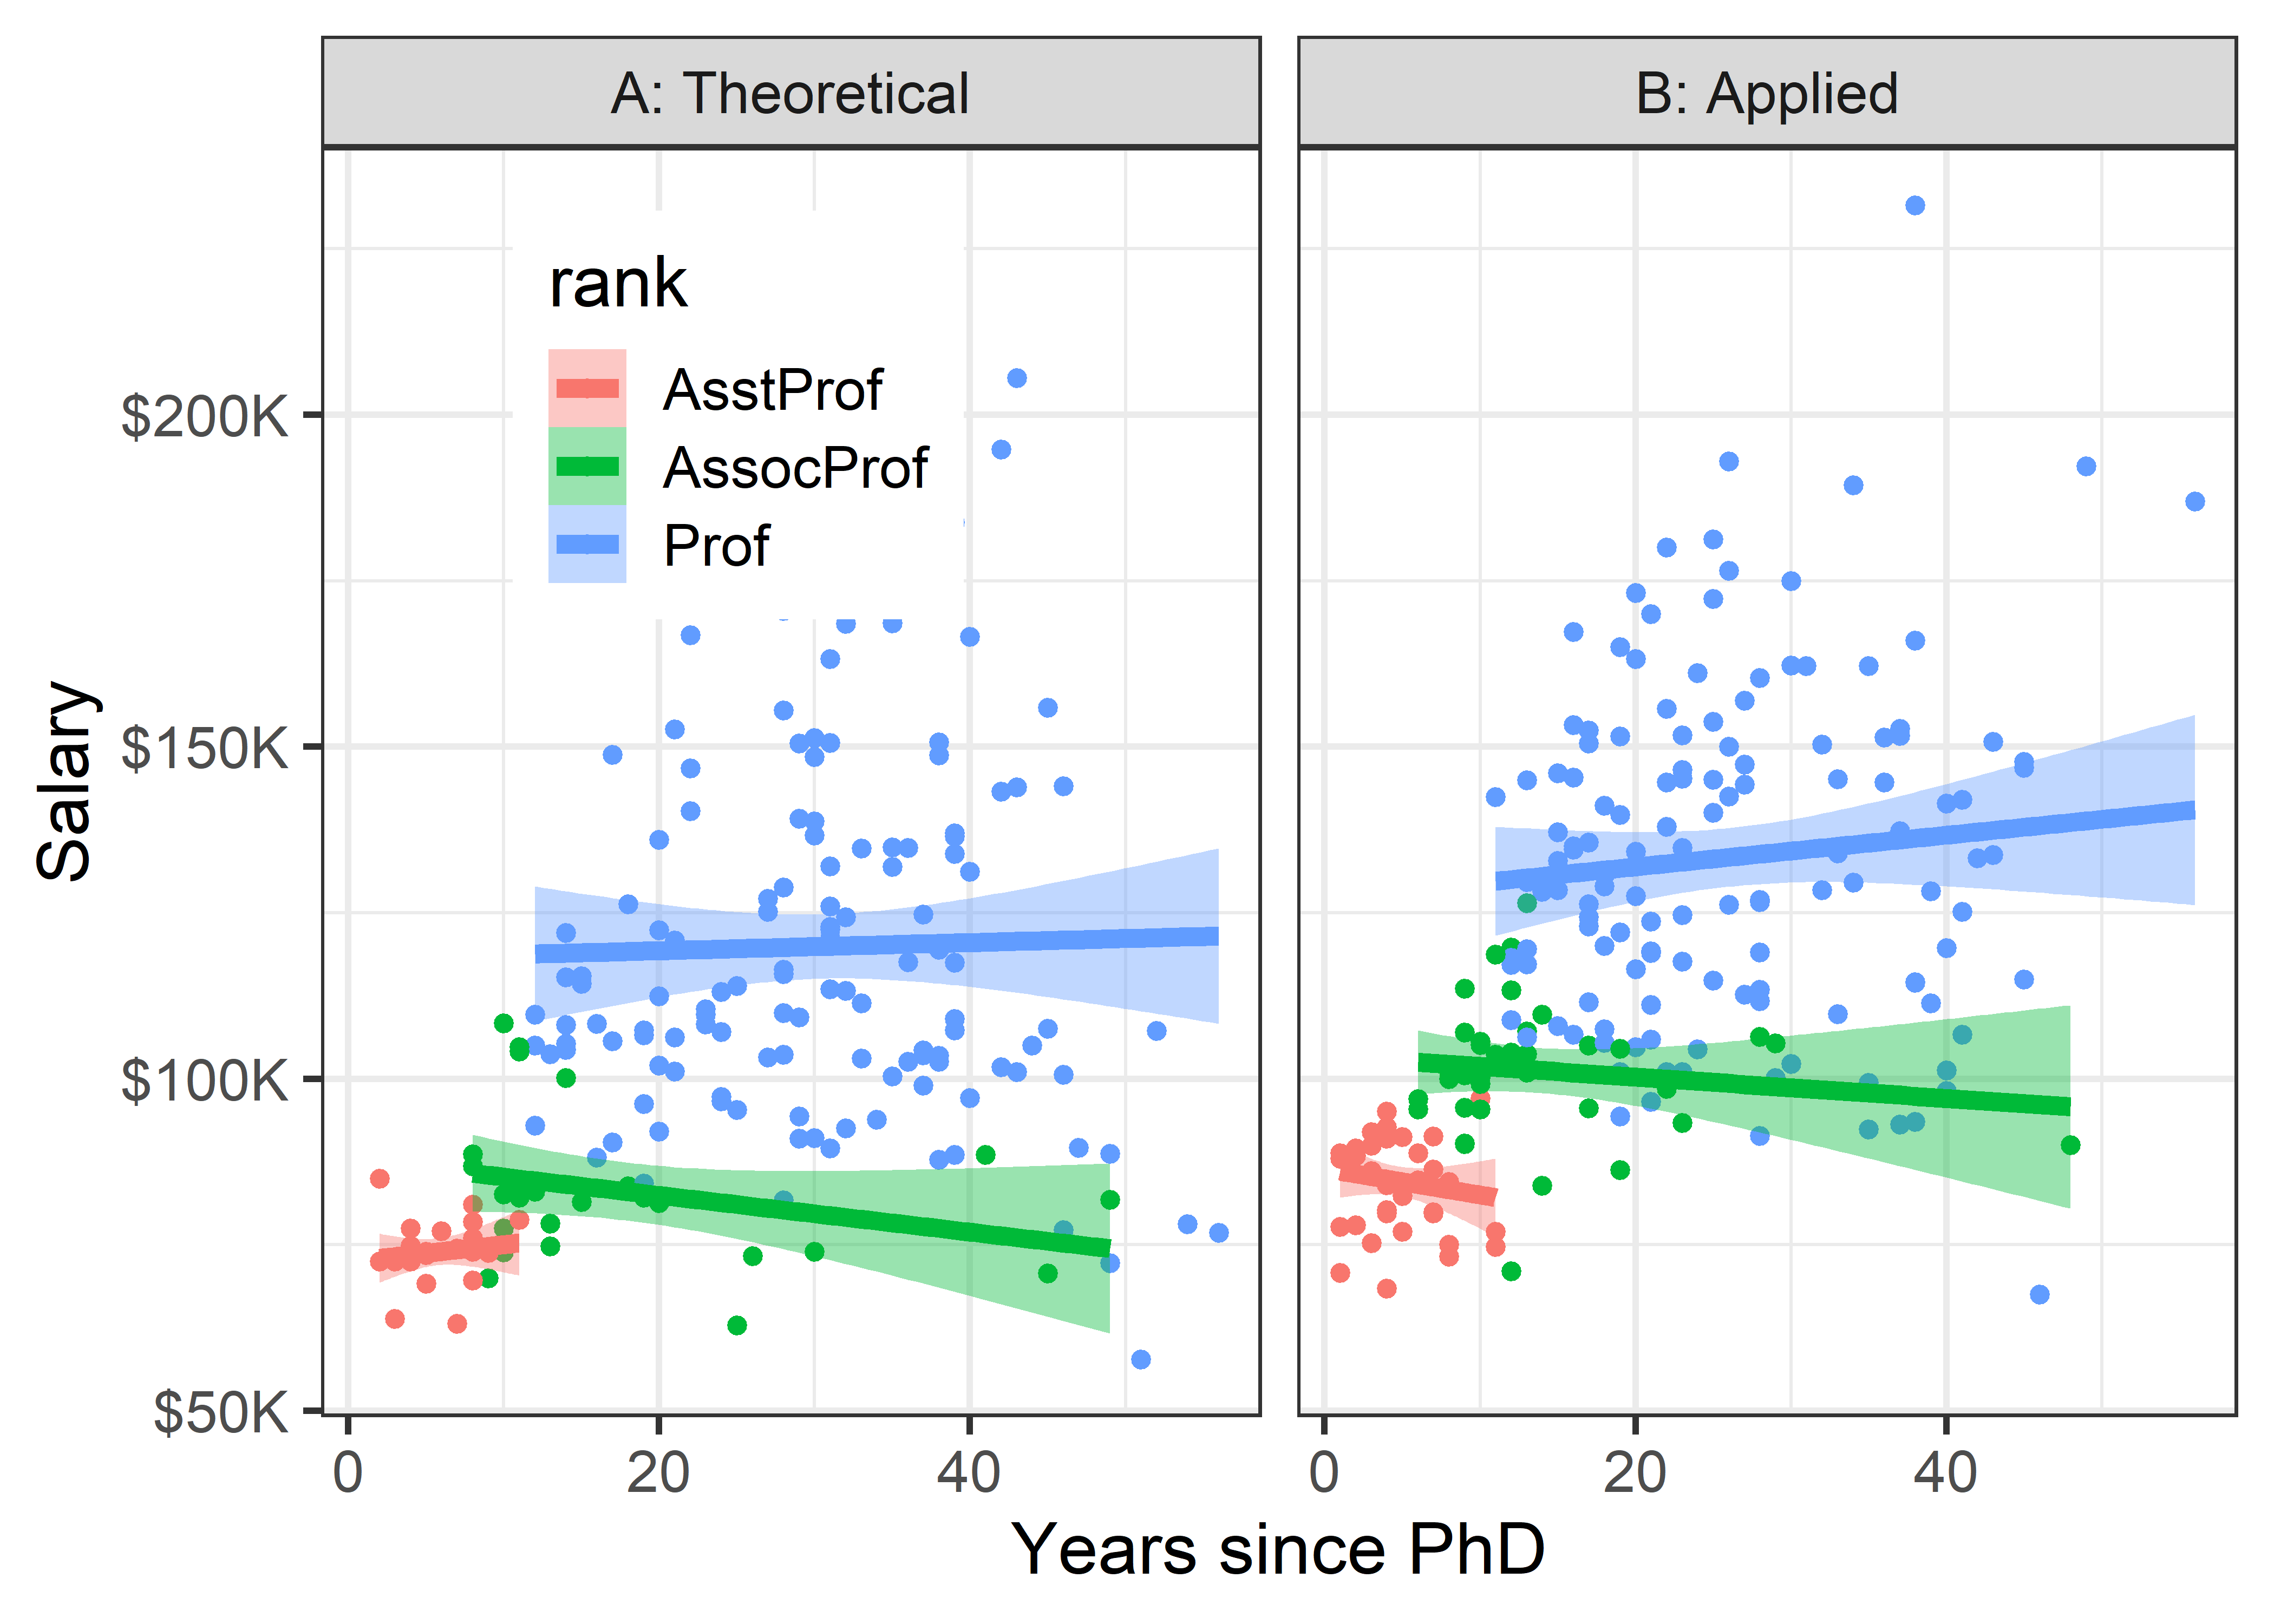 A: Theoretical
B: Applied
rank
AsstProf
AssocProf
Prof
Salary
$200K
$150K
$100K
$50K
0 20 40
0 20 40
Years since PhD